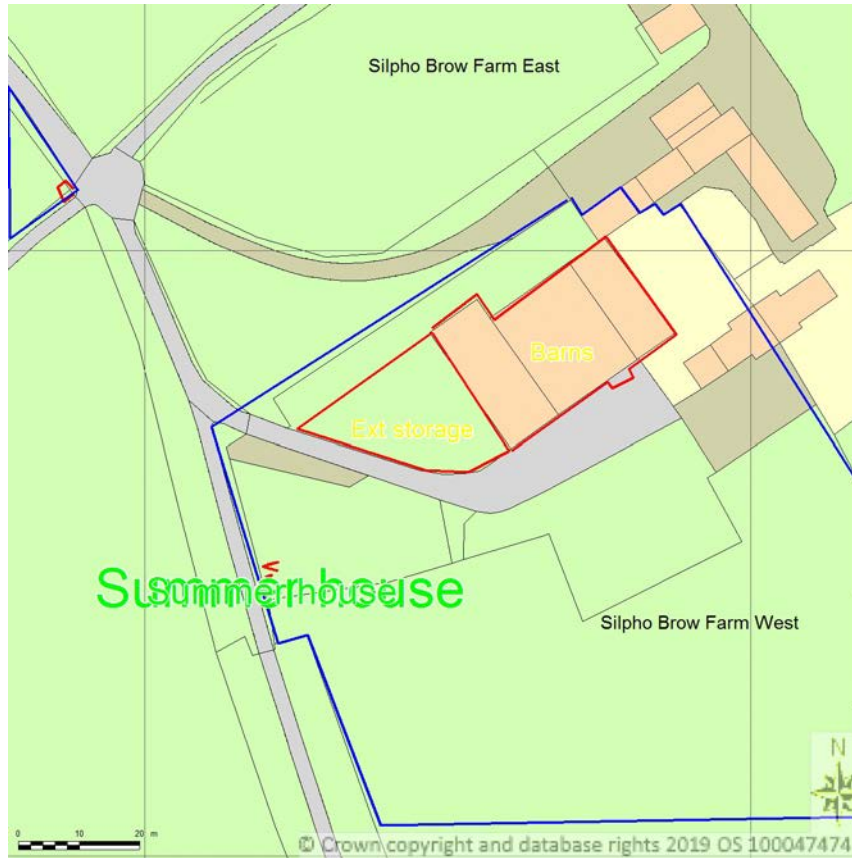 Silpho Brow Farm East
Barns
Ext storage
Summer house
Summer house
Silpho Brow Farm West
N
0 10 20 m
© Crown copyright and database rights 2019 OS 100047474